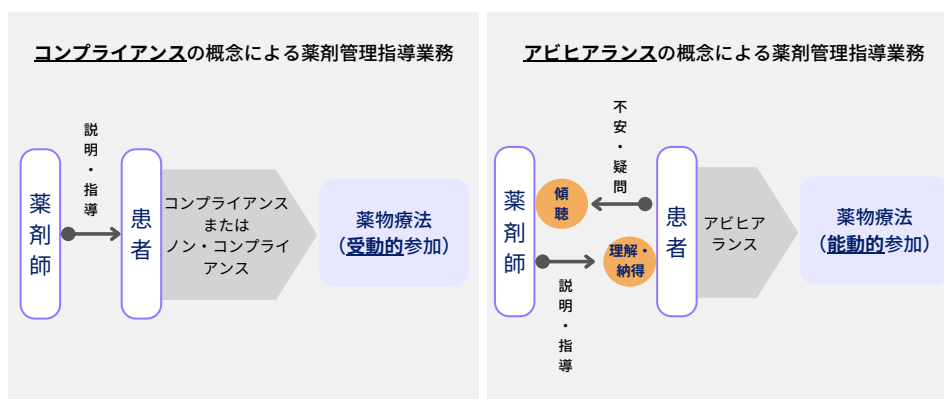 コンプライアンスの概念による薬剤管理指導業務
説明・指導
薬剤師
患者
コンプライアンス
または
ノン・コンプライ
アンス
薬物療法
（受動的参加）
アビヒアランスの概念による薬剤管理指導業務
不安・疑問
薬剤師
傾
聴
理解・
納得
説明・指導
患者
アビヒア
ランス
薬物療法
（能動的参加）